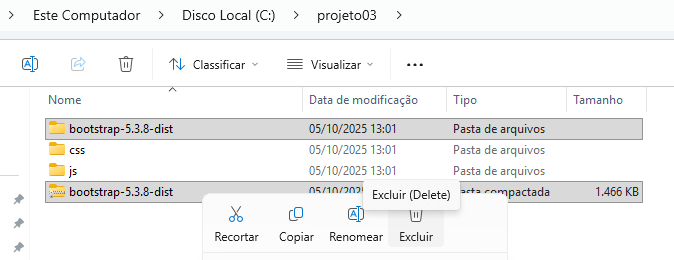 Este Computador > Disco Local (C:) > projeto03 >
Classificar Visualizar
Nome Data de modificação Tipo Tamanho
bootstrap-5.3.8-dist 05/10/2025 13:01 Pasta de arquivos
css 05/10/2025 13:01 Pasta de arquivos
js 05/10/2025 13:01 Pasta de arquivos
bootstrap-5.3.8-dist 05/10/2025 compactada 1.466 KB
Excluir (Delete)
Recortar Copiar Renomear Excluir